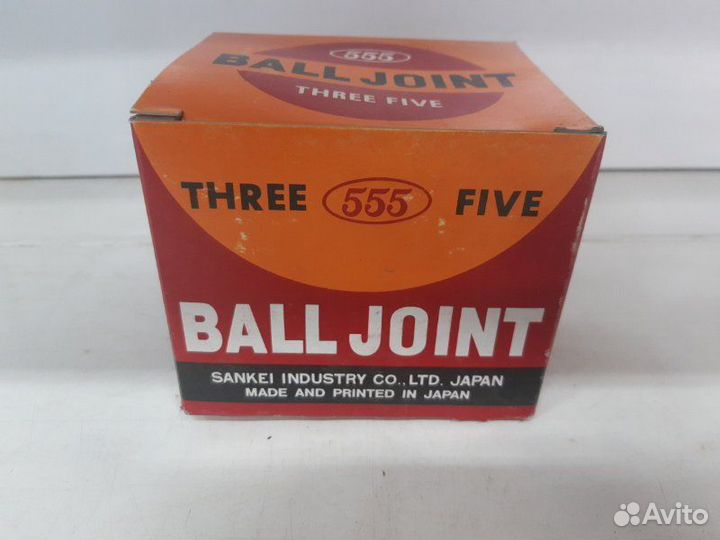 555
BALL JOINT
THREE FIVE
THREE 555 FIVE
BALL JOINT
SANKEI INDUSTRY CO.,LTD. JAPAN
MADE AND PRINTED IN JAPAN
Avito